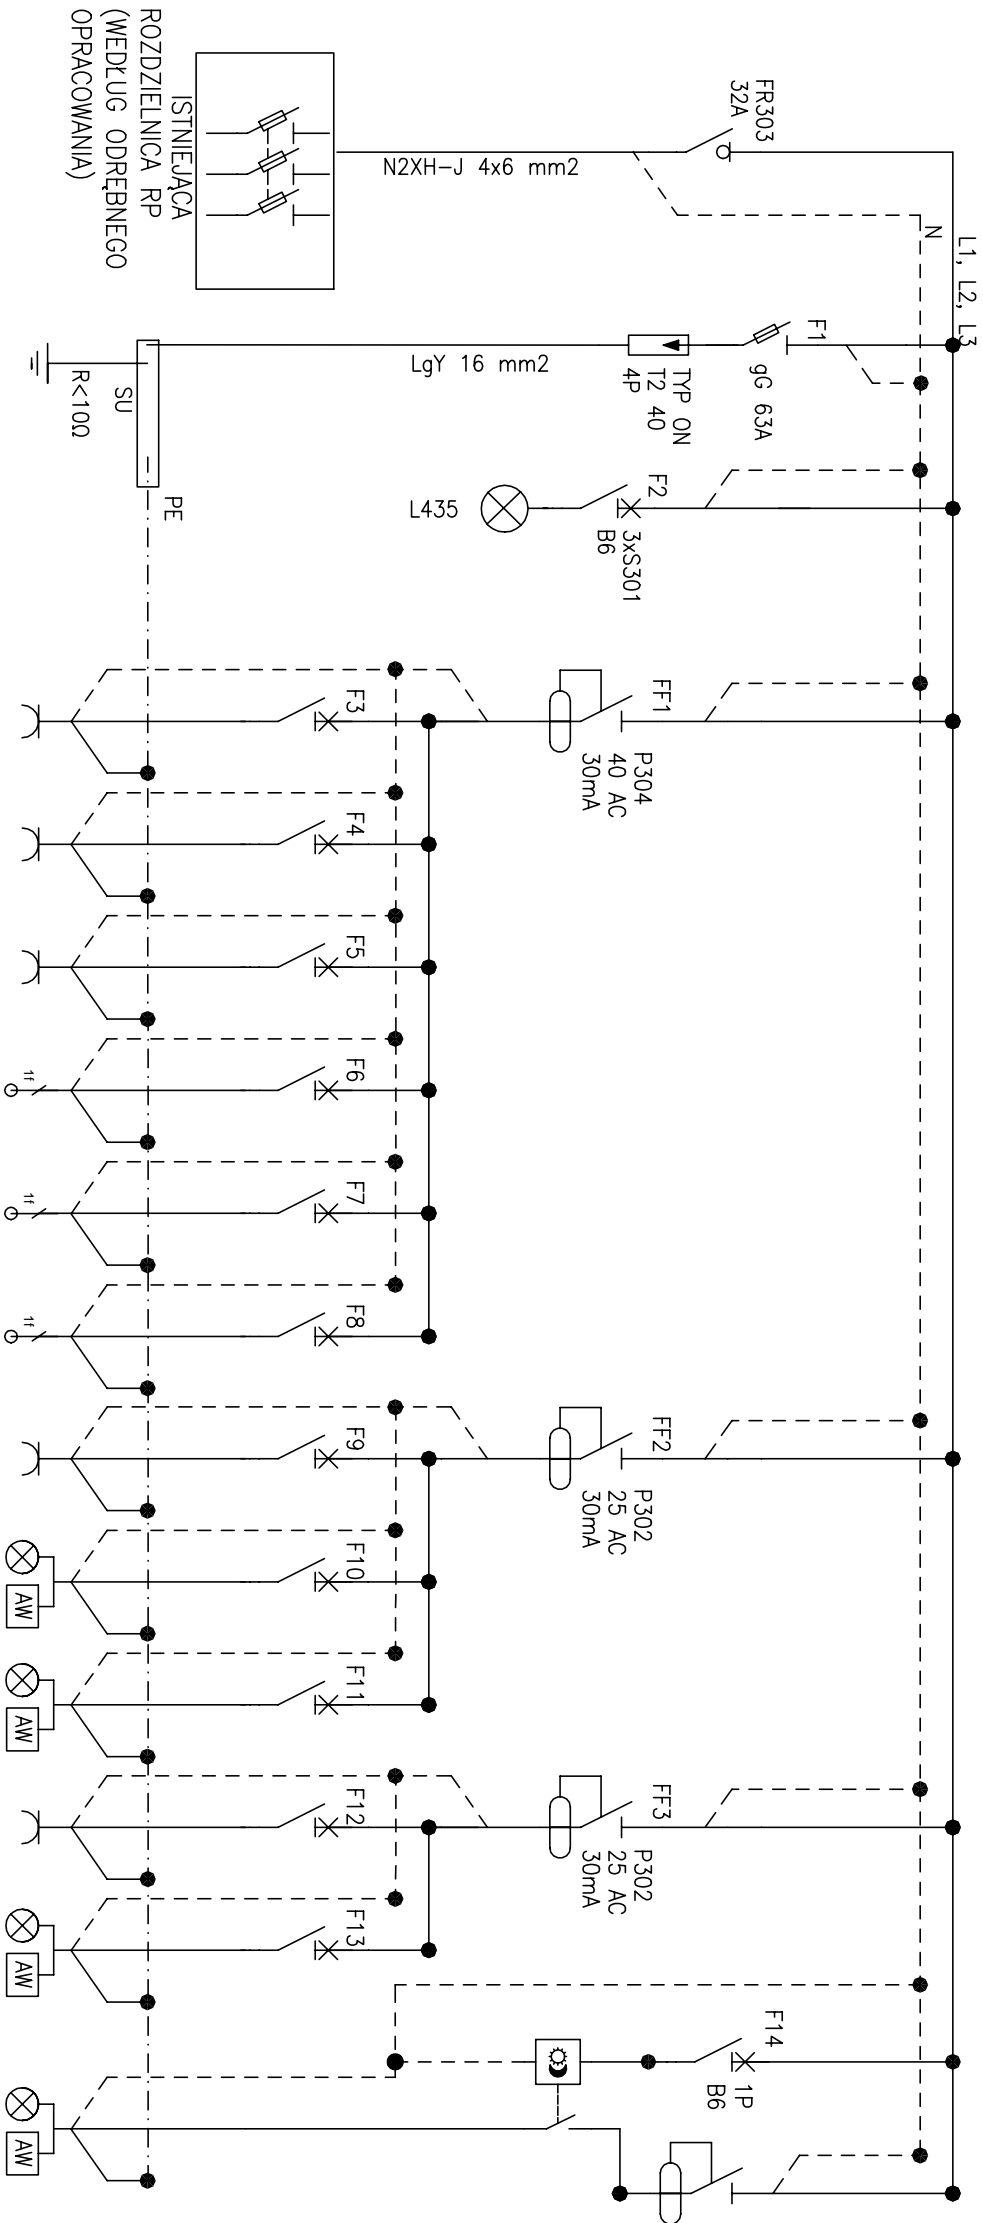 L1, L2, L3
N
FR303
32A
N2XH-J 4x6 mm2
ISTNIEJĄCA
ROZDZIELNICA RP
(WEDŁUG ODRĘBNEGO
OPRACOWANIA)
F1
gG 63A
TYP ON
T2 40
4P
LgY 16 mm2
SU
R<10Ω
PE
F2
3xS301
B6
L435
FF1
P304
40 AC
30mA
F3
F4
F5
F6
1f
F7
1f
F8
1f
FF2
P302
25 AC
30mA
F9
F10
AW
F11
AW
FF3
P302
25 AC
30mA
F12
F13
AW
F14
1P
B6
AW